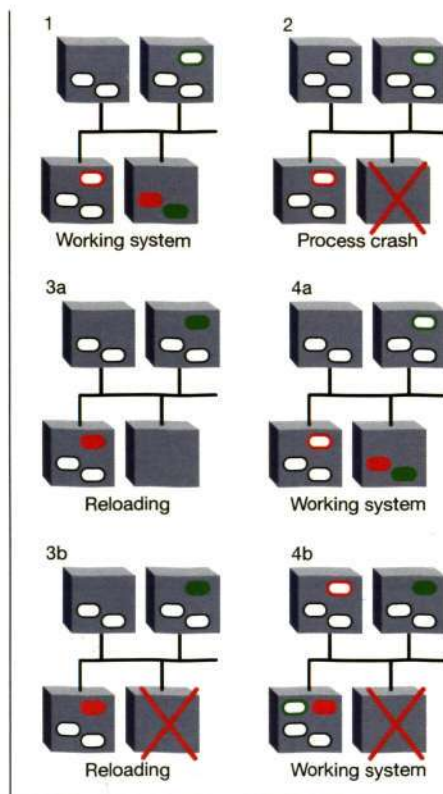 1
2
Working system
Process crash
3a
4a
Reloading
Working system
3b
4b
Reloading
Working system